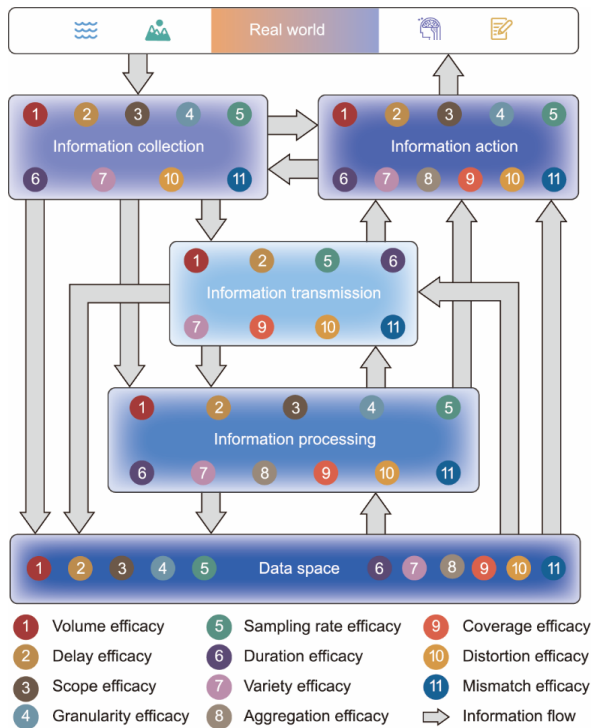 Real world
1 2 3 4 5
Information collection
6 7 10 11
1 2 3 4 5
Information action
6 7 8 9 10 11
1 2 5 6
Information transmission
7 9 10 11
1 2 3 4 5
Information processing
6 7 8 9 10 11
1 2 3 4 5 Data space 6 7 8 9 10 11
1 Volume efficacy
2 Delay efficacy
3 Scope efficacy
4 Granularity efficacy
5 Sampling rate efficacy
6 Duration efficacy
7 Variety efficacy
8 Aggregation efficacy
9 Coverage efficacy
10 Distortion efficacy
11 Mismatch efficacy
Information flow